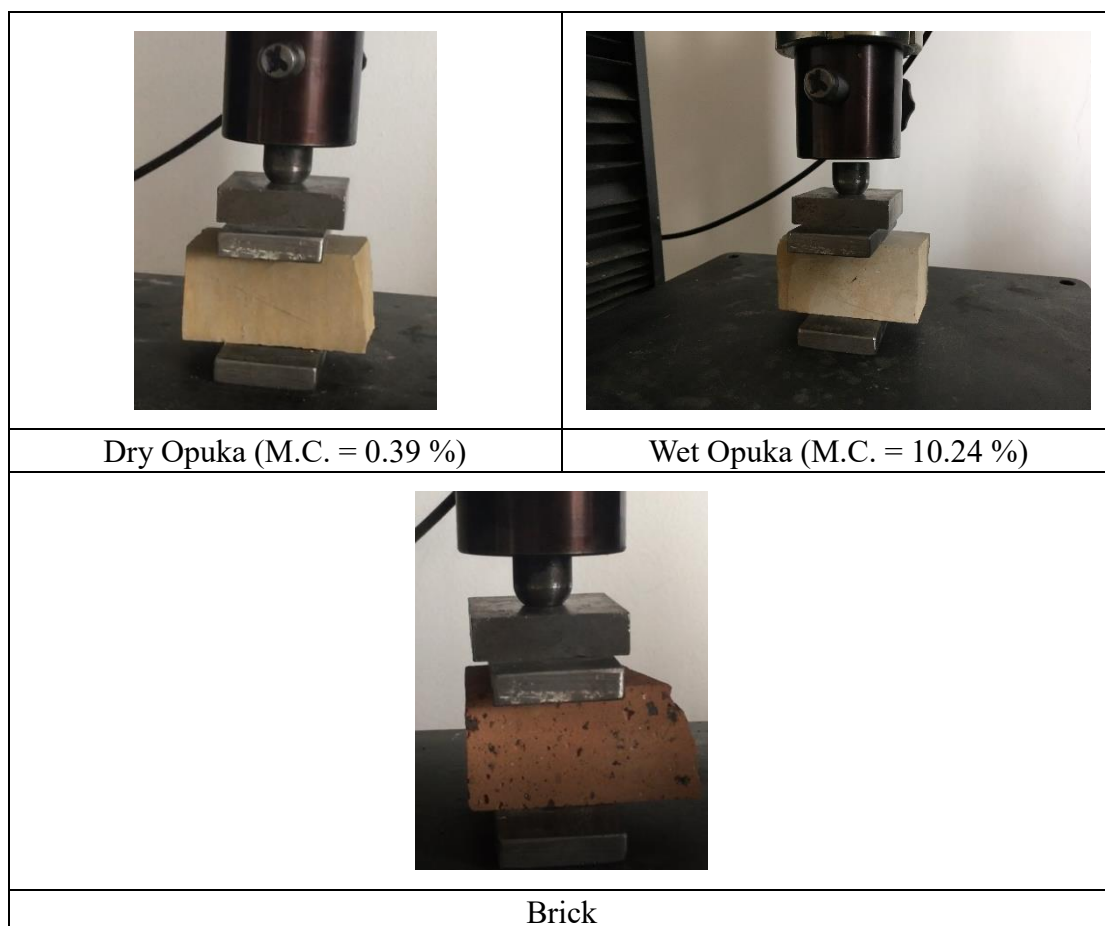 Dry Opuka (M.C. = 0.39 %)
Wet Opuka (M.C. = 10.24 %)
Brick